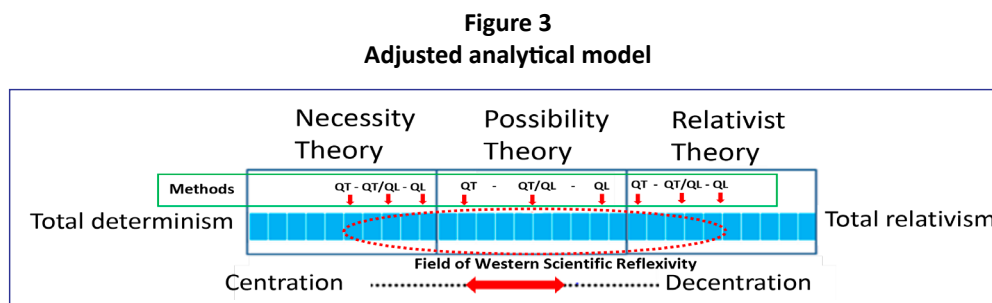 Figure 3
Adjusted analytical model
Necessity Theory
Possibility Theory
Relativist Theory
Methods
QT - QT/QL - QL
QT - QT/QL - QL
QT - QT/QL - QL
Total determinism
Total relativism
Field of Western Scientific Reflexivity
Centration
Decentration